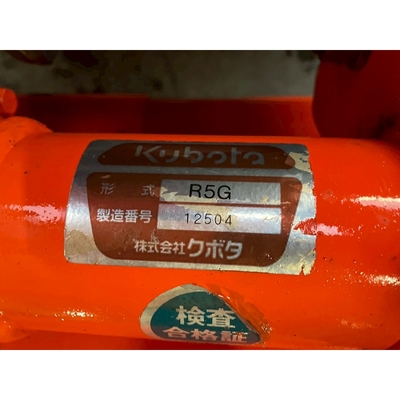 Kubota
形式 R5G
製造番号 12504
株式会社クボタ
検査
合格証